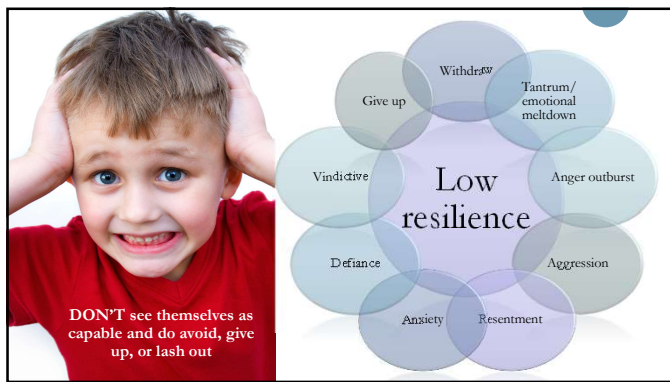 DON'T see themselves as
capable and do avoid, give
up, or lash out
Low
resilience
Withdraw
Tantrum/
emotional
meltdown
Anger outburst
Aggression
Resentment
Anxiety
Defiance
Vindictive
Give up